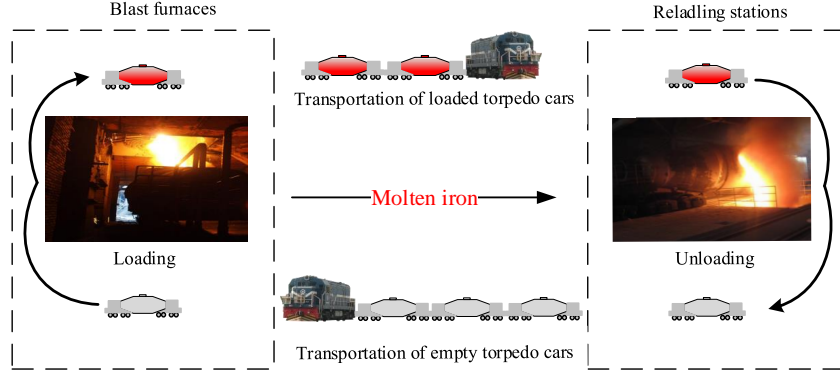 Blast furnaces
Reladling stations
Transportation of loaded torpedo cars
Molten iron
Loading
Unloading
Transportation of empty torpedo cars